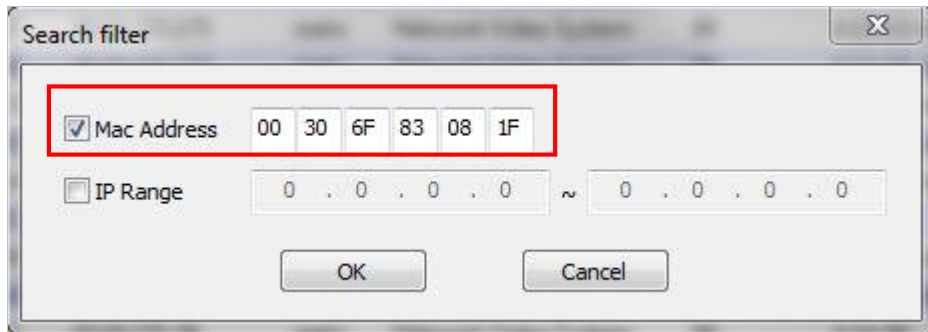 Search filter
Mac Address 00 30 6F 83 08 1F
IP Range 0 . 0 . 0 . 0 ~ 0 . 0 . 0 . 0
OK Cancel